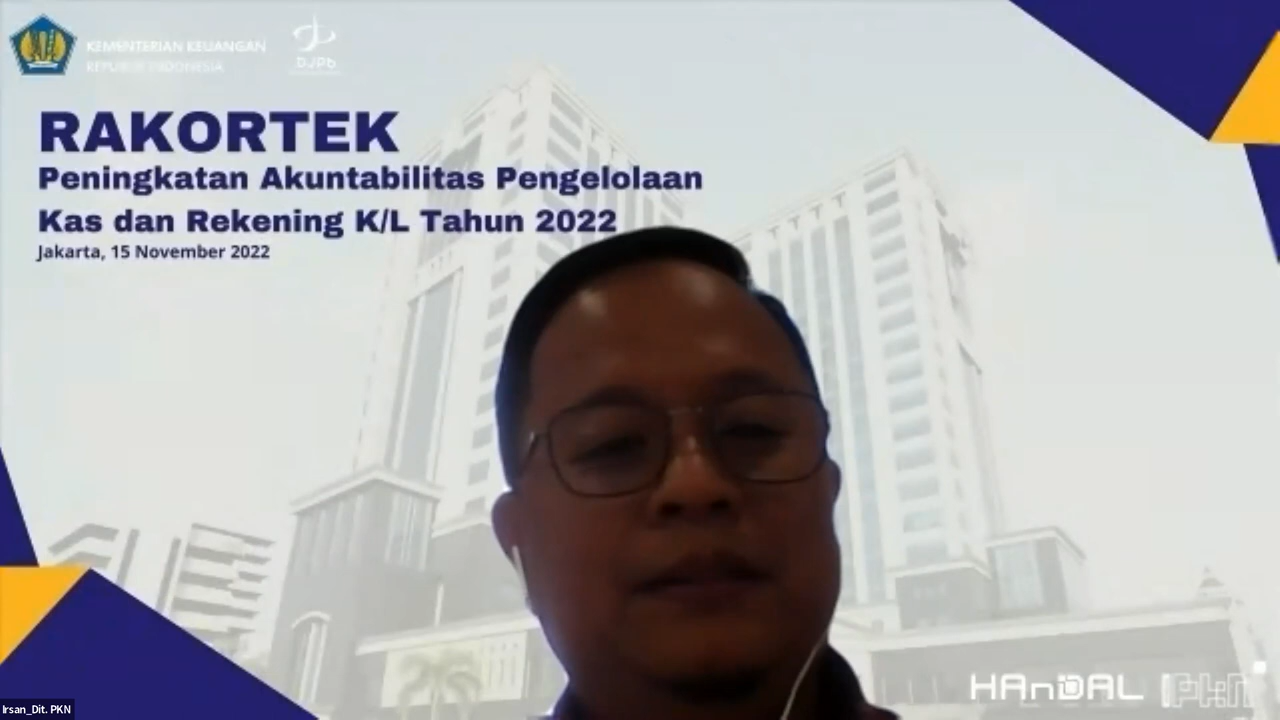 KEMENTERIAN KEUANGAN
REPUBLIK INDONESIA
DJPb
RAKORTEK
Peningkatan Akuntabilitas Pengelolaan
Kas dan Rekening K/L Tahun 2022
Jakarta, 15 November 2022
HAnDAL
pkn
Irsan_Dit. PKN